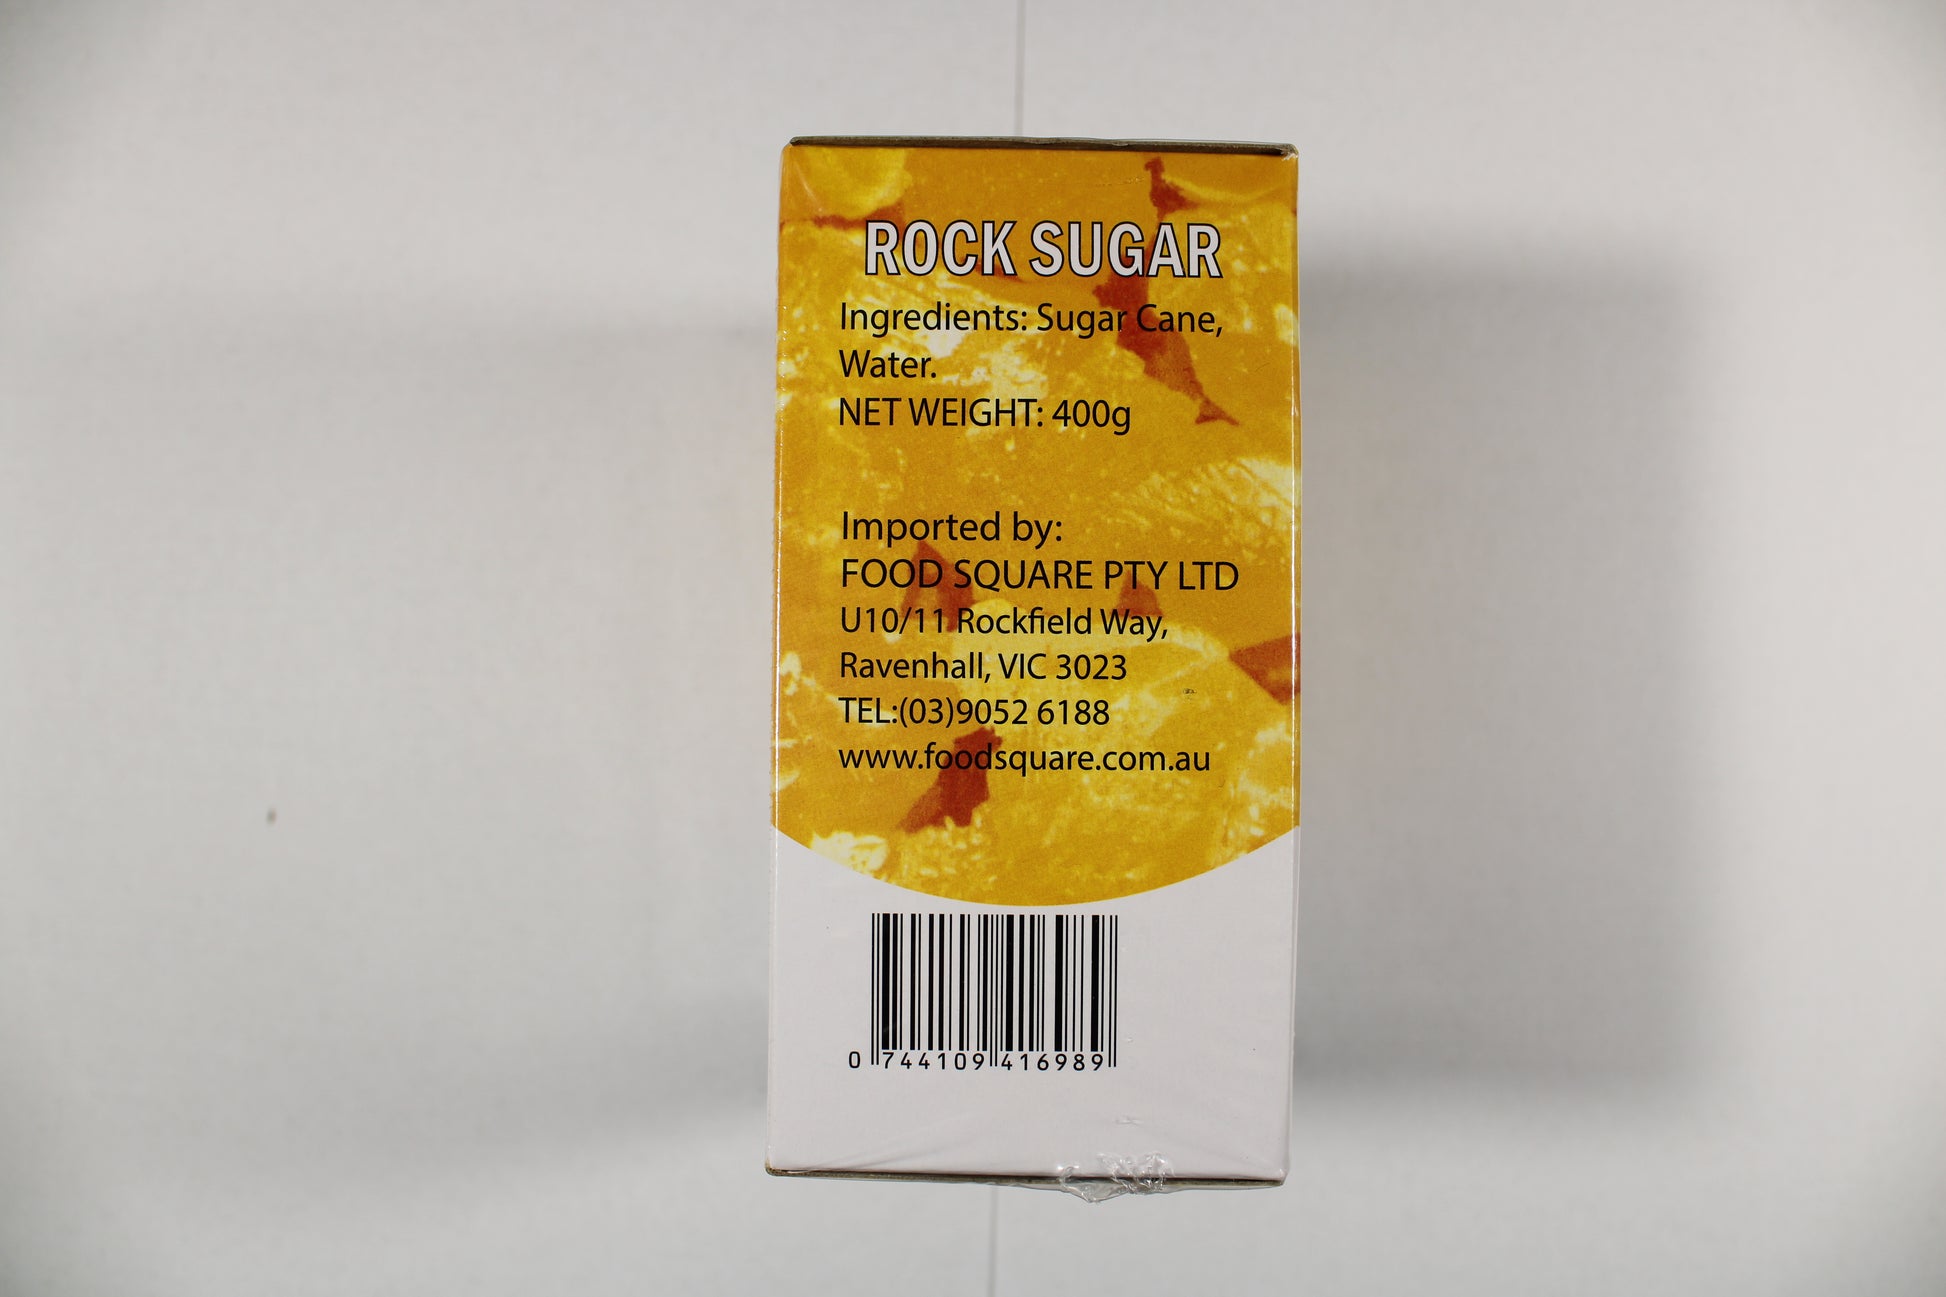 ROCK SUGAR
Ingredients: Sugar Cane,
Water.
NET WEIGHT: 400g
Imported by:
FOOD SQUARE PTY LTD
U10/11 Rockfield Way,
Ravenhall, VIC 3023
TEL:(03)9052 6188
www.foodsquare.com.au
0 744109 416989